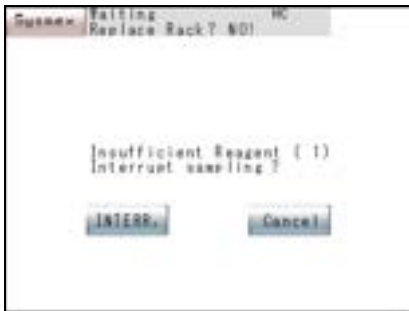 Sysmex
Waiting HC
Replace Rack? NO!
Insufficient Reagent ( 1)
Interrupt sampling ?
INTERR.
Cancel